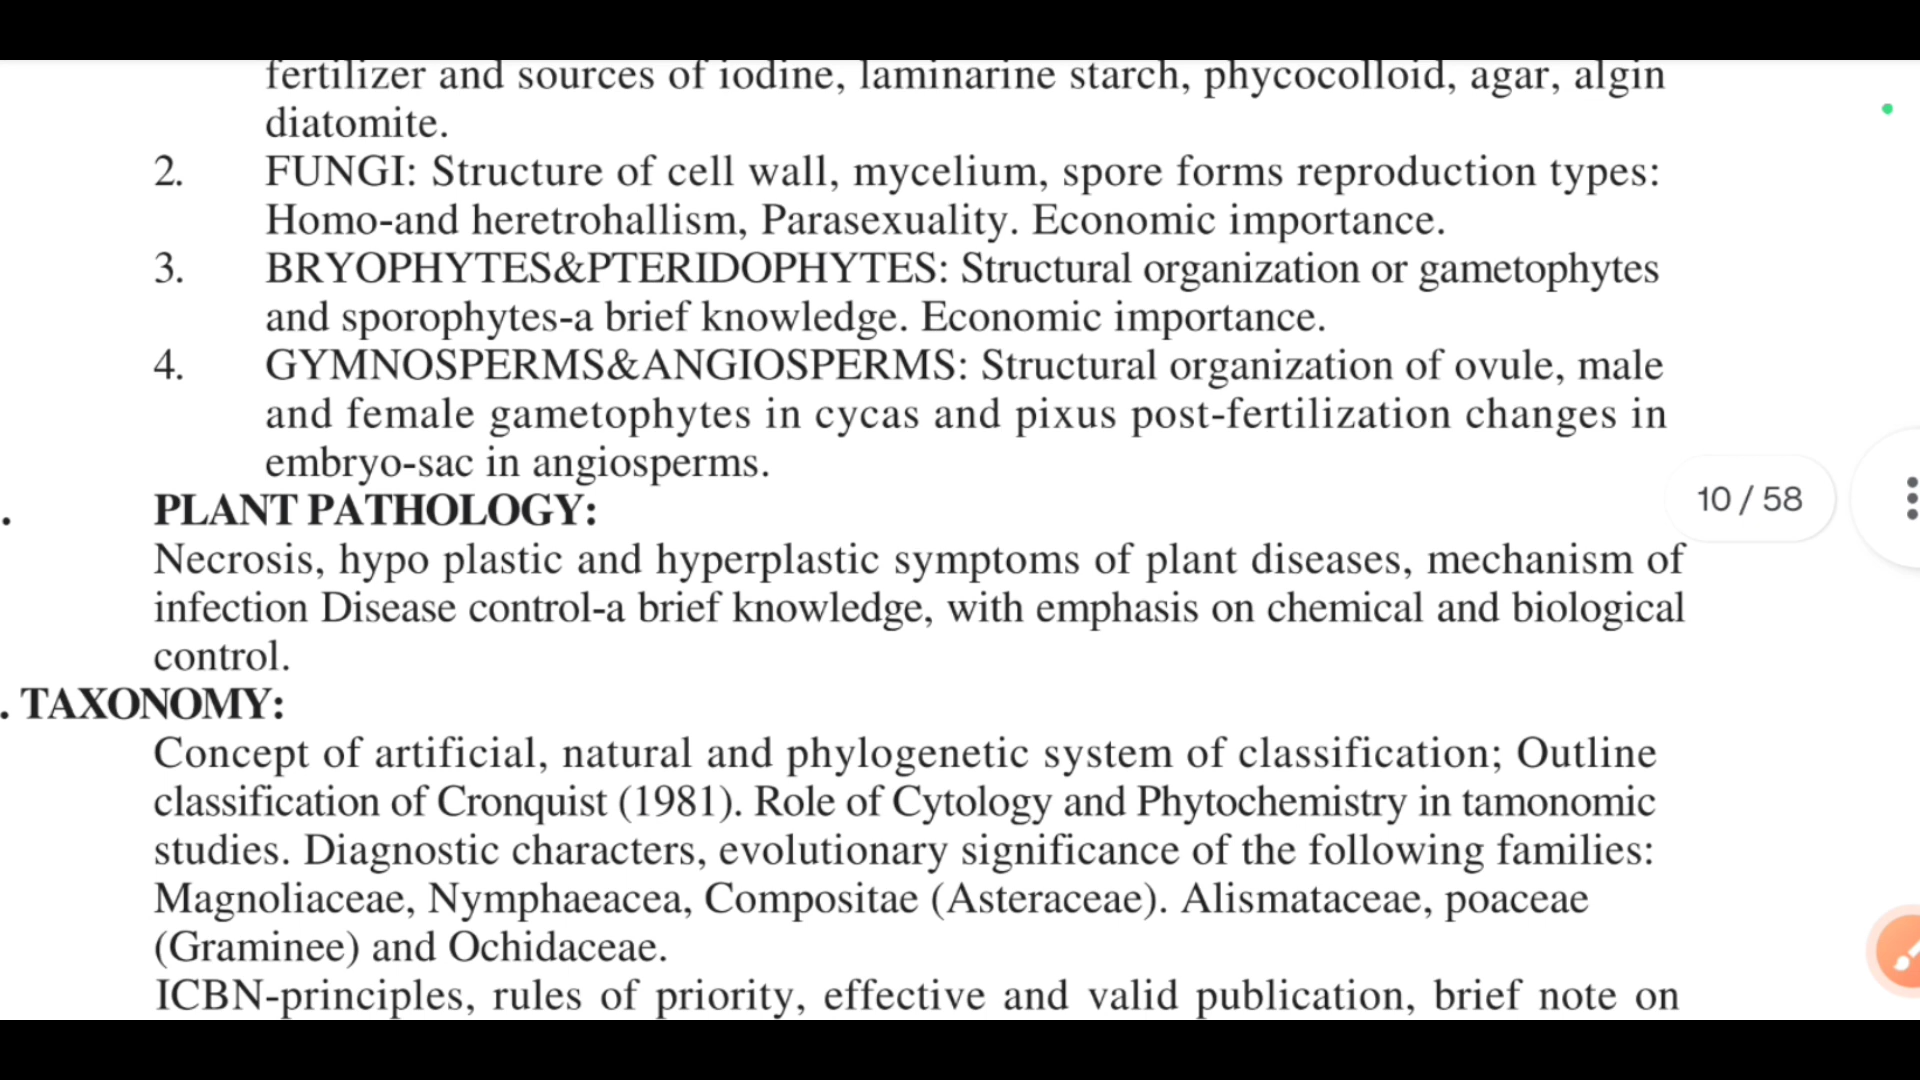 fertilizer and sources of iodine, laminarine starch, phycocolloid, agar, algin
diatomite.
2. FUNGI: Structure of cell wall, mycelium, spore forms reproduction types:
Homo-and heretrohallism, Parasexuality. Economic importance.
3. BRYOPHYTES&PTERIDOPHYTES: Structural organization or gametophytes
and sporophytes-a brief knowledge. Economic importance.
4. GYMNOSPERMS&ANGIOSPERMS: Structural organization of ovule, male
and female gametophytes in cycas and pixus post-fertilization changes in
embryo-sac in angiosperms.
10 / 58
. PLANT PATHOLOGY:
Necrosis, hypo plastic and hyperplastic symptoms of plant diseases, mechanism of
infection Disease control-a brief knowledge, with emphasis on chemical and biological
control.
. TAXONOMY:
Concept of artificial, natural and phylogenetic system of classification; Outline
classification of Cronquist (1981). Role of Cytology and Phytochemistry in tamonomic
studies. Diagnostic characters, evolutionary significance of the following families:
Magnoliaceae, Nymphaeacea, Compositae (Asteraceae). Alismataceae, poaceae
(Graminee) and Ochidaceae.
ICBN-principles, rules of priority, effective and valid publication, brief note on